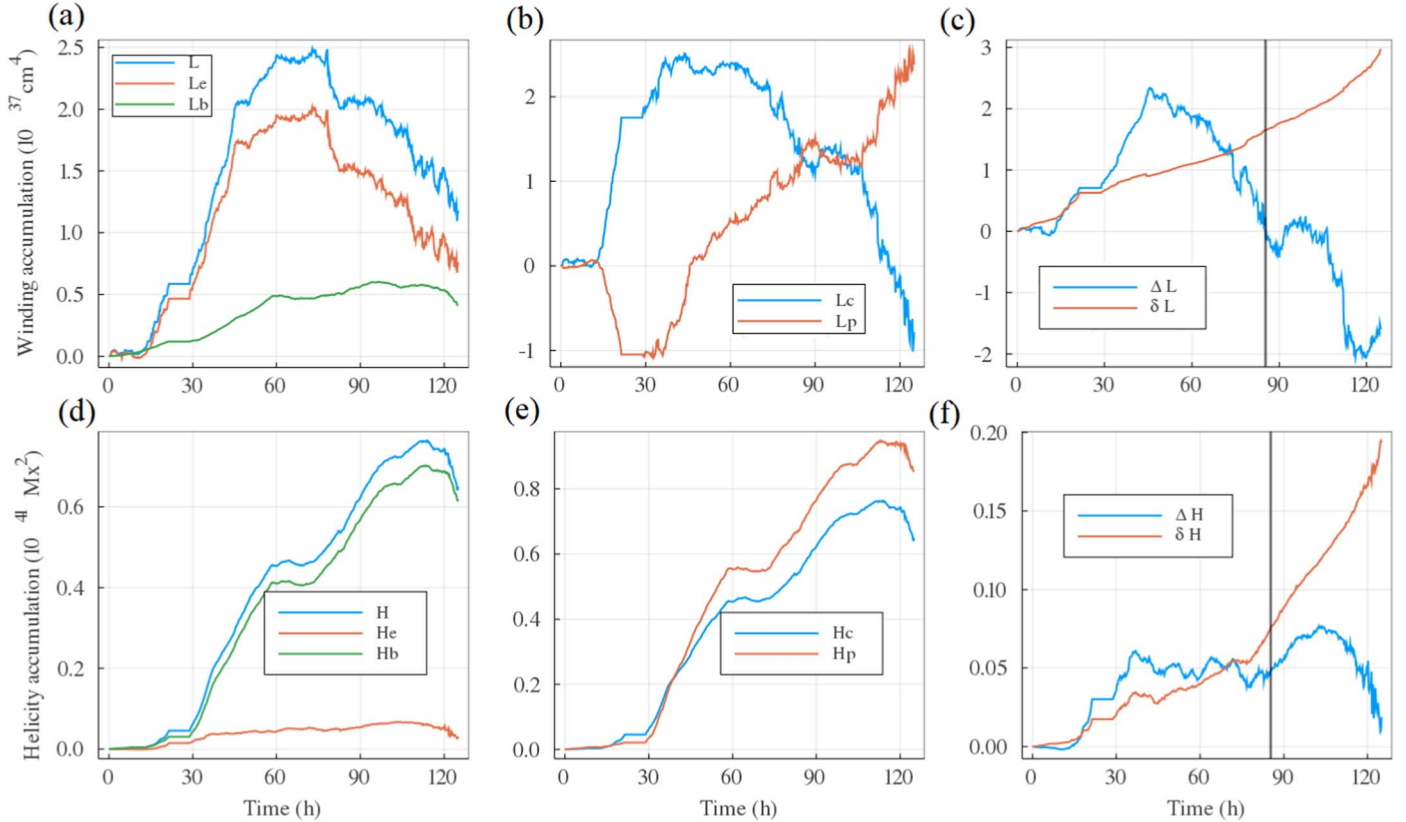 (a)
(b)
(c)
Winding accumulation (10 37 cm4)
2.5
2.0
1.5
1.0
0.5
0.0
L
Le
Lb
0 30 60 90 120
2
1
0
-1
Lc
Lp
0 30 60 90 120
3
2
1
0
-1
-2
Δ L
δ L
0 30 60 90 120
(d)
(e)
(f)
Helicity accumulation (10 41 Mx2)
0.6
0.4
0.2
0.0
H
He
Hb
0 30 60 90 120
Time (h)
0.8
0.6
0.4
0.2
0.0
Hc
Hp
0 30 60 90 120
Time (h)
0.20
0.15
0.10
0.05
0.00
Δ H
δ H
0 30 60 90 120
Time (h)